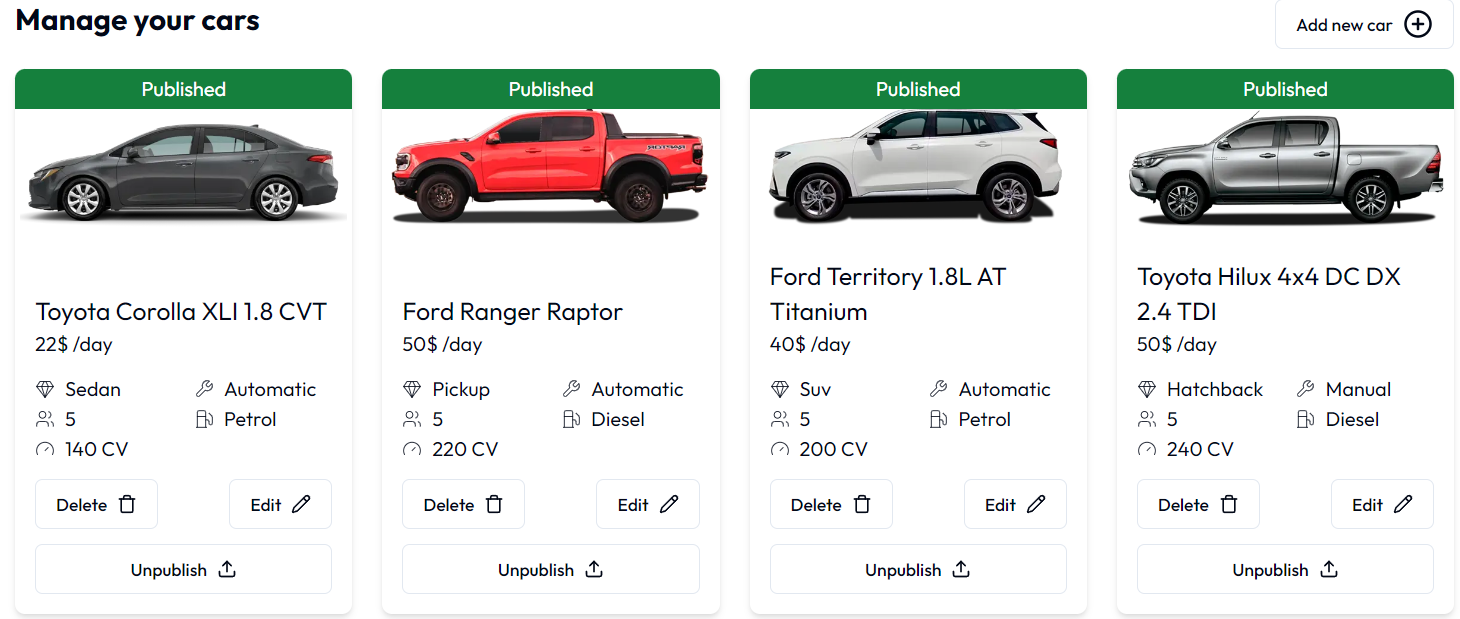 Manage your cars
Add new car
Published
Toyota Corolla XLI 1.8 CVT
22$ /day
Sedan
Automatic
5
Petrol
140 CV
Delete
Edit
Unpublish
Published
RAPTOR
Ford Ranger Raptor
50$ /day
Pickup
Automatic
5
Diesel
220 CV
Delete
Edit
Unpublish
Published
Ford Territory 1.8L AT
Titanium
40$ /day
Suv
Automatic
5
Petrol
200 CV
Delete
Edit
Unpublish
Published
Toyota Hilux 4x4 DC DX
2.4 TDI
50$ /day
Hatchback
Manual
5
Diesel
240 CV
Delete
Edit
Unpublish